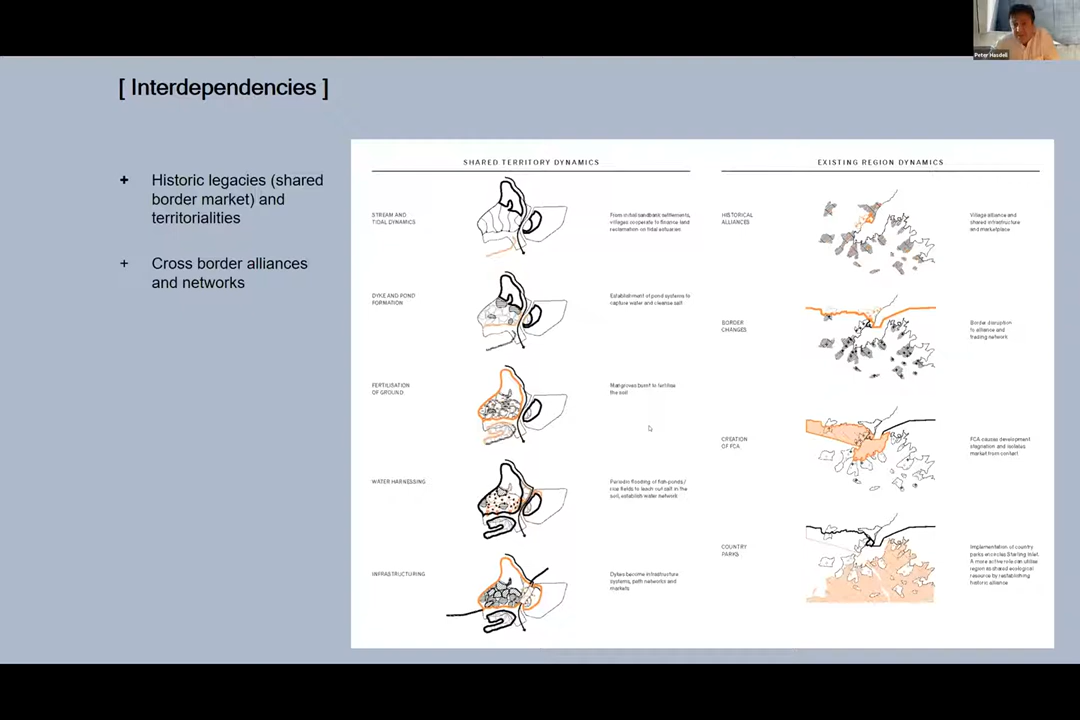 Peter Hasdell
[ Interdependencies ]
+ Historic legacies (shared
border market) and
territorialities
+ Cross border alliances
and networks
SHARED TERRITORY DYNAMICS
STREAM AND
TIDAL DYNAMICS
From initial sandbank settlements,
villages cooperate to finance land
reclamation on tidal estuaries
DYKE AND POND
FORMATION
Establishment of pond systems to
capture water and cleanse salt
FERTILISATION
OF GROUND
Mangroves burnt to fertilise
the soil
WATER HARNESSING
Periodic flooding of fish-ponds /
rice fields to leach out salt in the
soil, establish water network
INFRASTRUCTURING
Dykes become infrastructure
systems, path networks and
markets
EXISTING REGION DYNAMICS
HISTORICAL
ALLIANCES
Village alliance and
shared infrastructure
and marketplace
BORDER
CHANGES
Border disruption
to alliance and
trading network
CREATION
OF FCA
FCA causes development
stagnation and isolates
market from context
COUNTRY
PARKS
Implementation of country
parks encircles Starling Inlet.
A more active role can utilise
region as shared ecological
resource by reestablishing
historic alliance